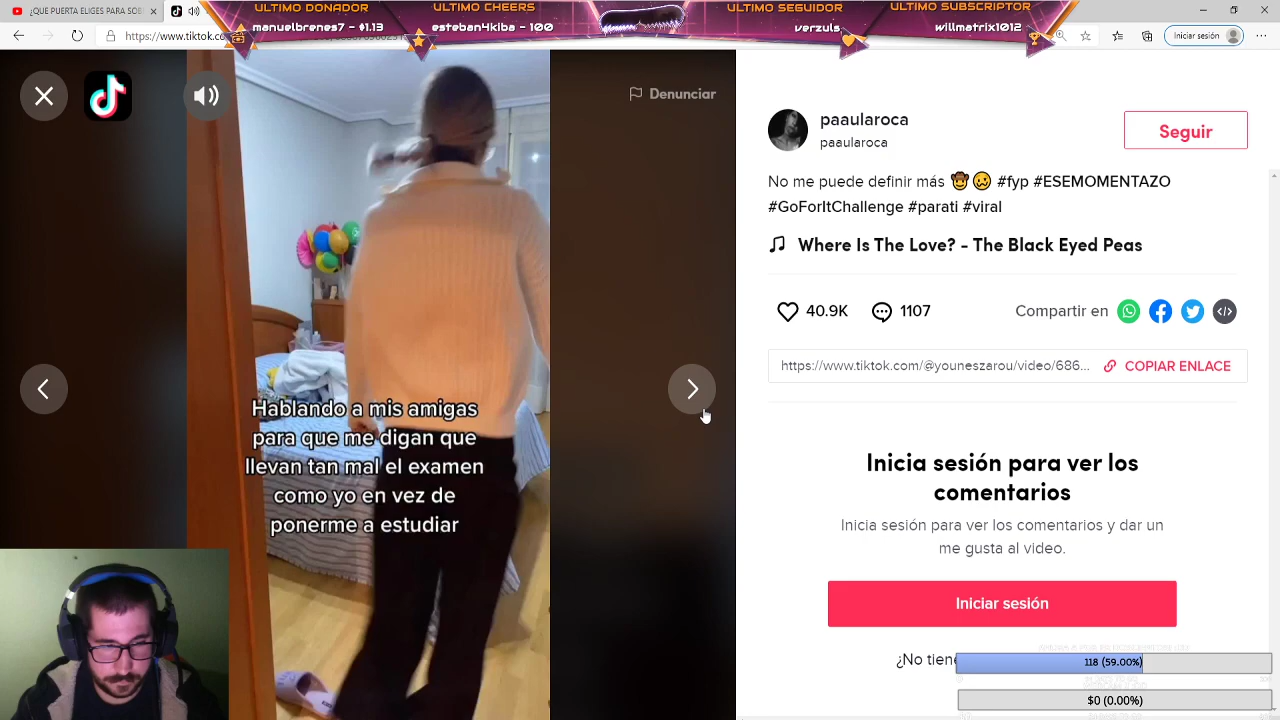 ¿QUE PUERTA ELIGES PARA SOB
ULTIMO DONADOR
manuelbrenes7 - $1.13
ULTIMO CHEERS
esteban4kiba - 100
ULTIMO SEGUIDOR
verzuls
ULTIMO SUBSCRIPTOR
willmatrix1012
https://www.tiktok.co
Iniciar sesión
Denunciar
paaularoca
paaularoca
Seguir
No me puede definir más 🤠🥴 #fyp #ESEMOMENTAZO
#GoForItChallenge #parati #viral
Where Is The Love? - The Black Eyed Peas
40.9K
1107
Compartir en
https://www.tiktok.com/@youneszarou/video/686...
COPIAR ENLACE
Hablando a mis amigas
para que me digan que
llevan tan mal el examen
como yo en vez de
ponerme a estudiar
Inicia sesión para ver los
comentarios
Inicia sesión para ver los comentarios y dar un
me gusta al video.
Iniciar sesión
¿No tiene
118 (59.00%)
$0 (0.00%)